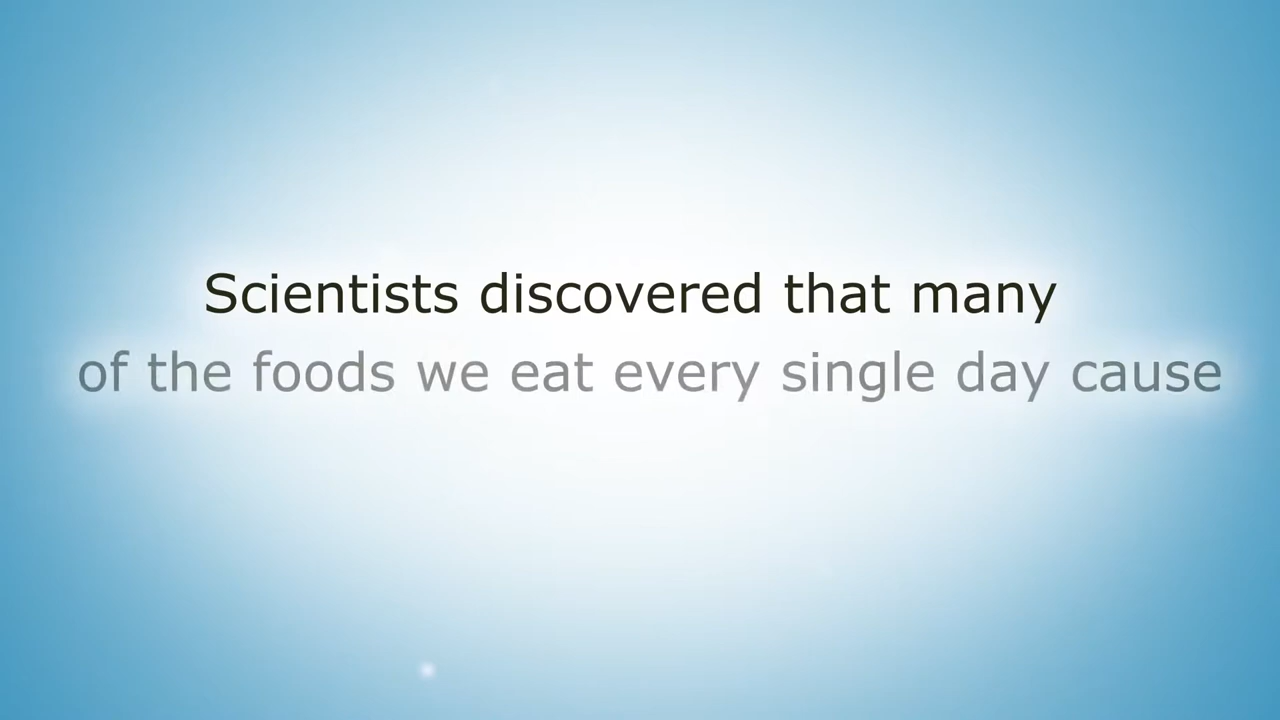 Scientists discovered that many
of the foods we eat every single day cause